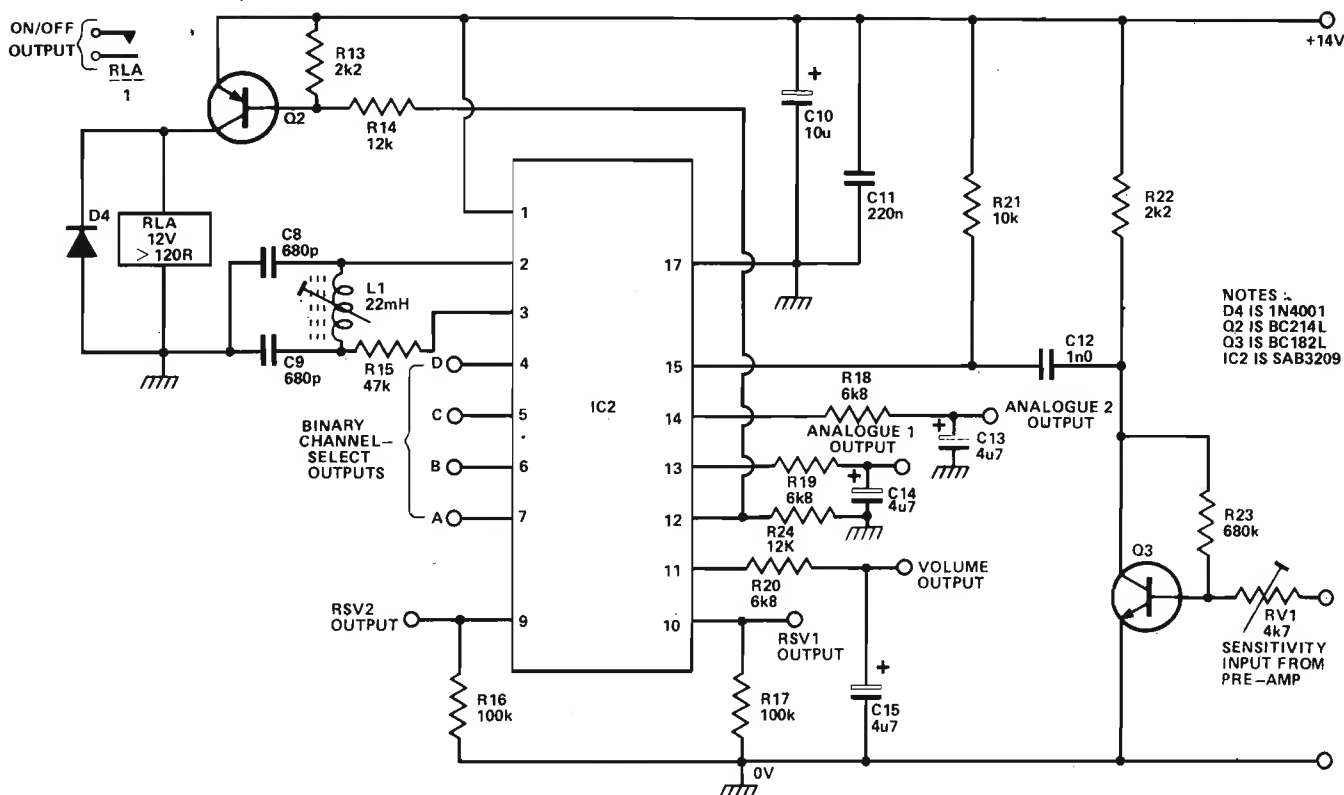 ON/OFF
OUTPUT
RLA
1
+14V
R13
2k2
Q2
R14
12k
C10
10u
+
C11
220n
R21
10k
R22
2k2
D4
RLA
12V
> 120R
C8
680p
L1
22mH
C9
680p
R15
47k
1
2
3
4
5
6
7
9
17
15
14
13
12
11
10
IC2
D
C
B
A
BINARY
CHANNEL-
SELECT
OUTPUTS
C12
1n0
NOTES :
D4 IS 1N4001
Q2 IS BC214L
Q3 IS BC182L
IC2 IS SAB3209
R18
6k8
ANALOGUE 2
OUTPUT
+
C13
4u7
ANALOGUE 1
OUTPUT
R19
6k8
+
C14
4u7
R24
12K
R20
6k8
VOLUME
OUTPUT
R23
680k
Q3
RV1
4k7
SENSITIVITY
INPUT FROM
PRE-AMP
RSV2
OUTPUT
RSV1
OUTPUT
R16
100k
R17
100k
+
C15
4u7
0V